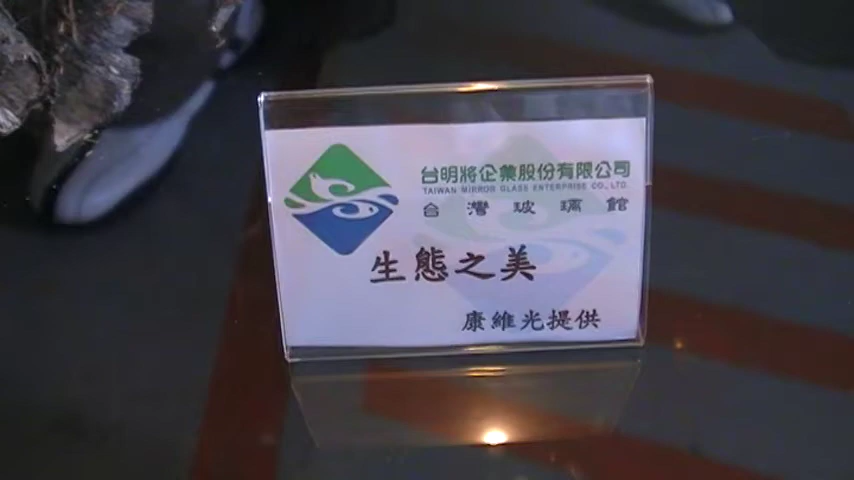 台明將企業股份有限公司
TAIWAN MIRROR GLASS ENTERPRISE CO., LTD.
台灣玻璃館
生態之美
康維光提供